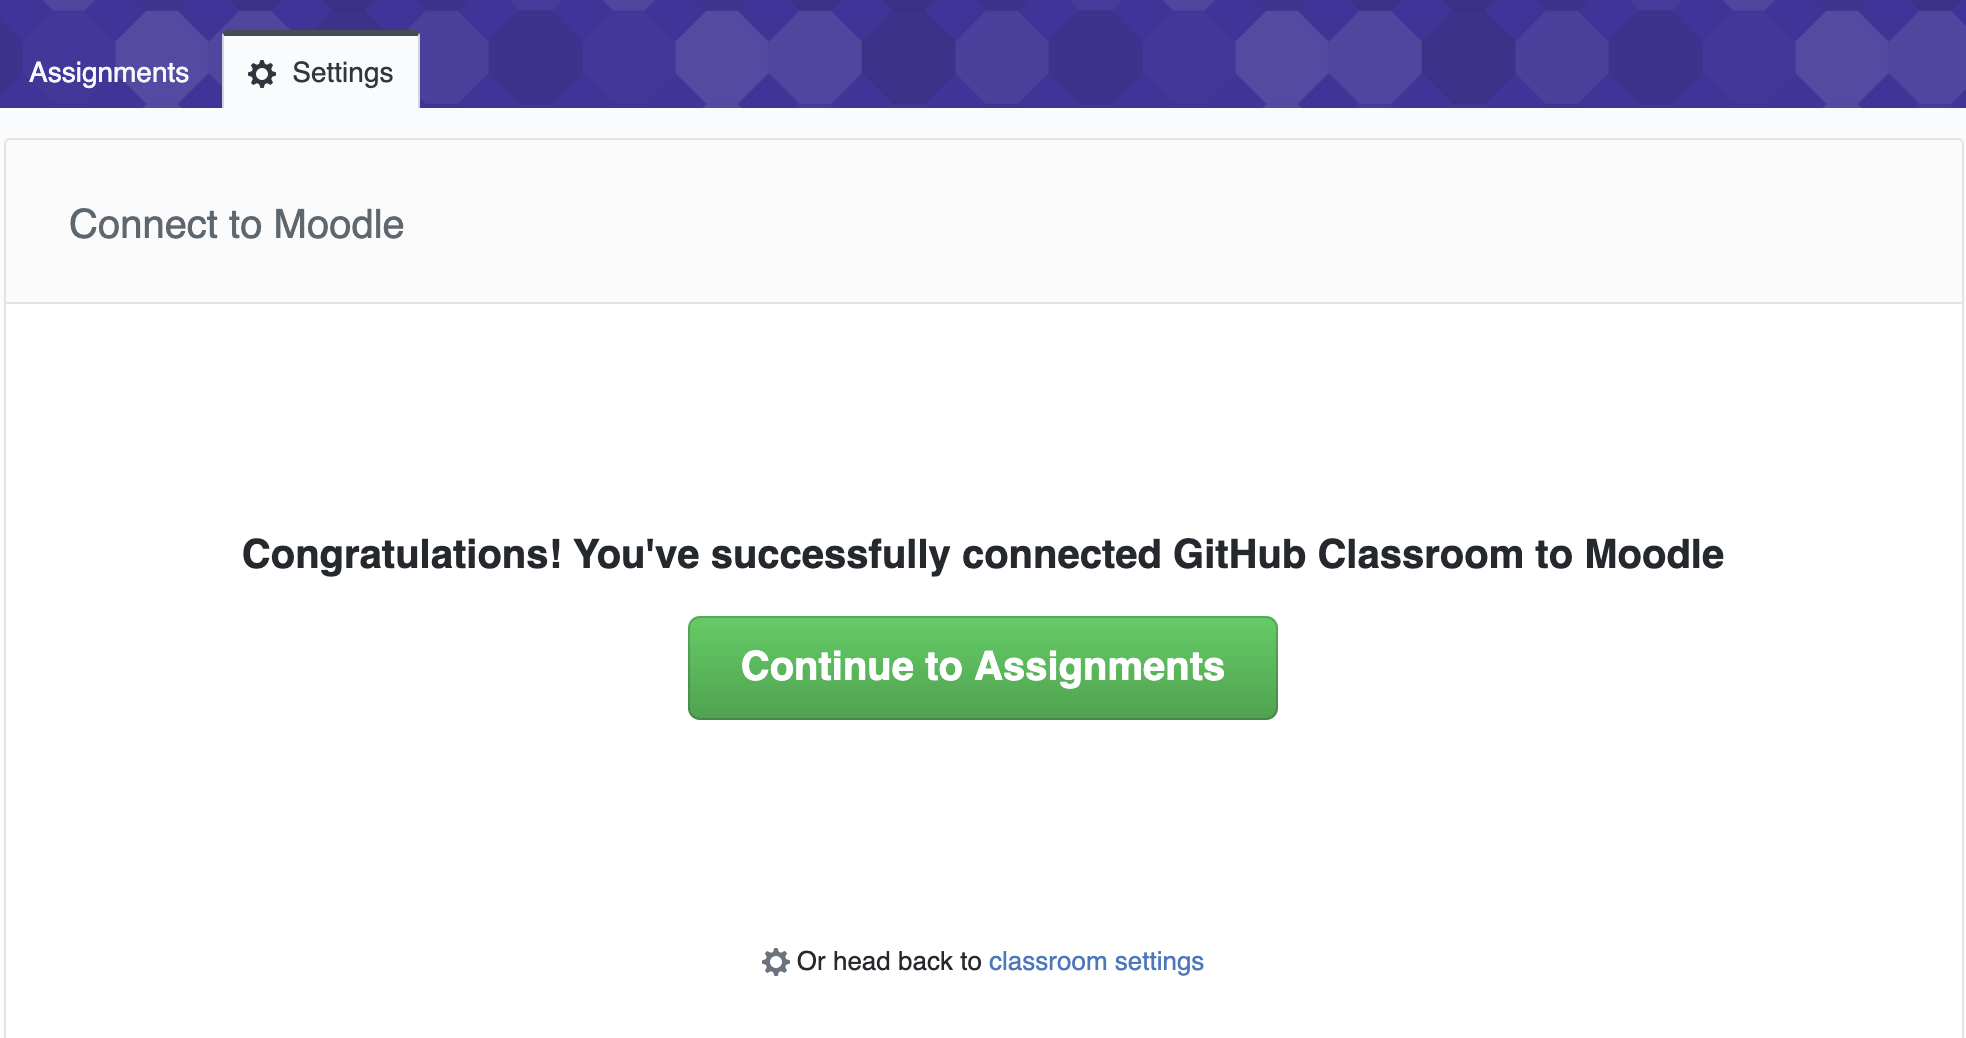 Assignments
Settings
Connect to Moodle
Congratulations! You've successfully connected GitHub Classroom to Moodle
Continue to Assignments
Or head back to classroom settings